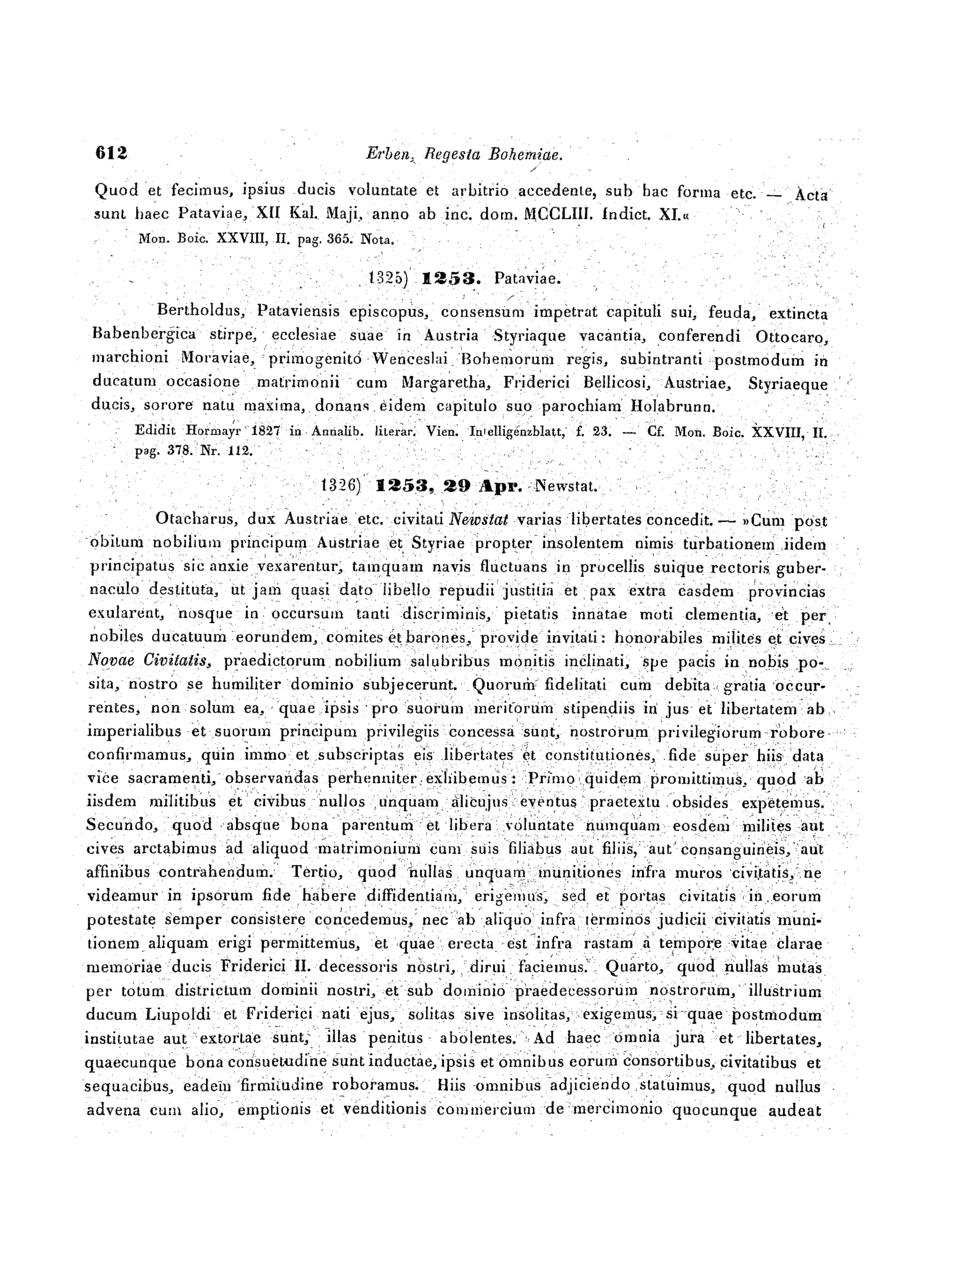 612 Erben, Regesta Bohemiae.
Quod et fecimus, ipsius ducis voluntate et arbitrio accedente, sub hac forma etc. — Acta
sunt haec Pataviae, XII Kal. Maji, anno ab inc. dom. MCCLIII. Indict. XI.«
Mon. Boic. XXVIII, II. pag. 365. Nota.
1325) 1253. Pataviae.
Bertholdus, Pataviensis episcopus, consensum impetrat capituli sui, feuda, extincta
Babenbergica stirpe, ecclesiae suae in Austria Styriaque vacantia, conferendi Ottocaro,
marchioni Moraviae, primogenito Wenceslai Bohemorum regis, subintranti postmodum in
ducatum occasione matrimonii cum Margaretha, Friderici Bellicosi, Austriae, Styriaeque
ducis, sorore natu maxima, donans eidem capitulo suo parochiam Holabrunn.
Edidit Hormayr 1827 in Annalib. literar. Vien. Intelligenzblatt, f. 23. — Cf. Mon. Boic. XXVIII, II.
pag. 378. Nr. 112.
1326) 1253, 29 Apr. Newstat.
Otacharus, dux Austriae etc. civitati Newstat varias libertates concedit. — »Cum post
obitum nobilium principum Austriae et Styriae propter insolentem nimis turbationem iidem
principatus sic anxie vexarentur, tamquam navis fluctuans in procellis suique rectoris guber-
naculo destituta, ut jam quasi dato libello repudii justitia et pax extra easdem provincias
exularent, nosque in occursum tanti discriminis, pietatis innatae moti clementia, et per
nobiles ducatuum eorundem, comites et barones, provide invitati: honorabiles milites et cives
Novae Civitatis, praedictorum nobilium salubribus monitis inclinati, spe pacis in nobis po-
sita, nostro se humiliter dominio subjecerunt. Quorum fidelitati cum debita gratia occur-
rentes, non solum ea, quae ipsis pro suorum meritorum stipendiis in jus et libertatem ab
imperialibus et suorum principum privilegiis concessa sunt, nostrorum privilegiorum robore
confirmamus, quin immo et subscriptas eis libertates et constitutiones, fide super hiis data
vice sacramenti, observandas perhenniter exhibemus: Primo quidem promittimus, quod ab
iisdem militibus et civibus nullos unquam alicujus eventus praetextu obsides expetemus.
Secundo, quod absque bona parentum et libera voluntate numquam eosdem milites aut
cives arctabimus ad aliquod matrimonium cum suis filiabus aut filiis, aut consanguineis, aut
affinibus contrahendum. Tertio, quod nullas unquam munitiones infra muros civitatis, ne
videamur in ipsorum fide habere diffidentiam, erigemus, sed et portas civitatis in eorum
potestate semper consistere concedemus, nec ab aliquo infra terminos judicii civitatis muni-
tionem aliquam erigi permittemus, et quae erecta est infra rastam a tempore vitae clarae
memoriae ducis Friderici II. decessoris nostri, dirui faciemus. Quarto, quod nullas mutas
per totum districtum dominii nostri, et sub dominio praedecessorum nostrorum, illustrium
ducum Liupoldi et Friderici nati ejus, solitas sive insolitas, exigemus, si quae postmodum
institutae aut extortae sunt, illas penitus abolentes. Ad haec omnia jura et libertates,
quaecunque bona consuetudine sunt inductae, ipsis et omnibus eorum consortibus, civitatibus et
sequacibus, eadem firmitudine roboramus. Hiis omnibus adjiciendo statuimus, quod nullus
advena cum alio, emptionis et venditionis commercium de mercimonio quocunque audeat